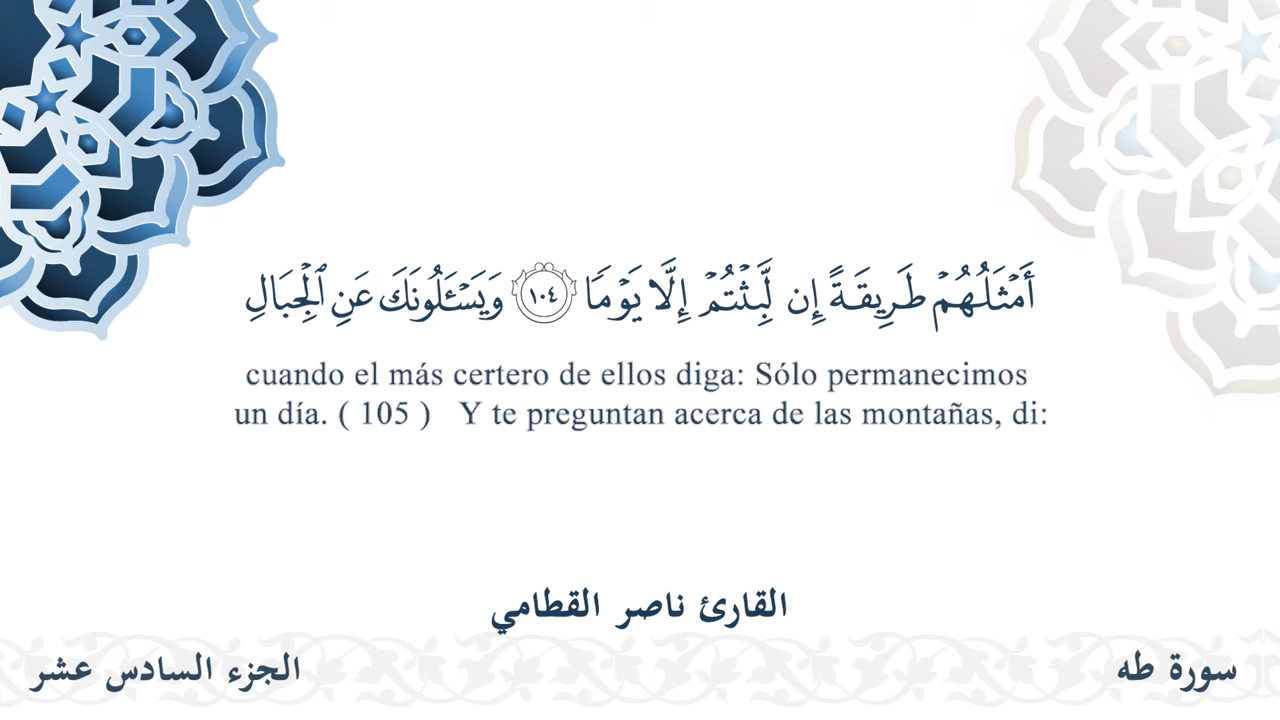 أَمۡثَلُهُمۡ طَرِيقَةً إِن لَّبِثۡتُمۡ إِلَّا يَوۡمٗا ١٠٤ وَيَسۡـَٔلُونَكَ عَنِ ٱلۡجِبَالِ
cuando el más certero de ellos diga: Sólo permanecimos
un día. ( 105 ) Y te preguntan acerca de las montañas, di:
القارئ ناصر القطامي
سورة طه
الجزء السادس عشر